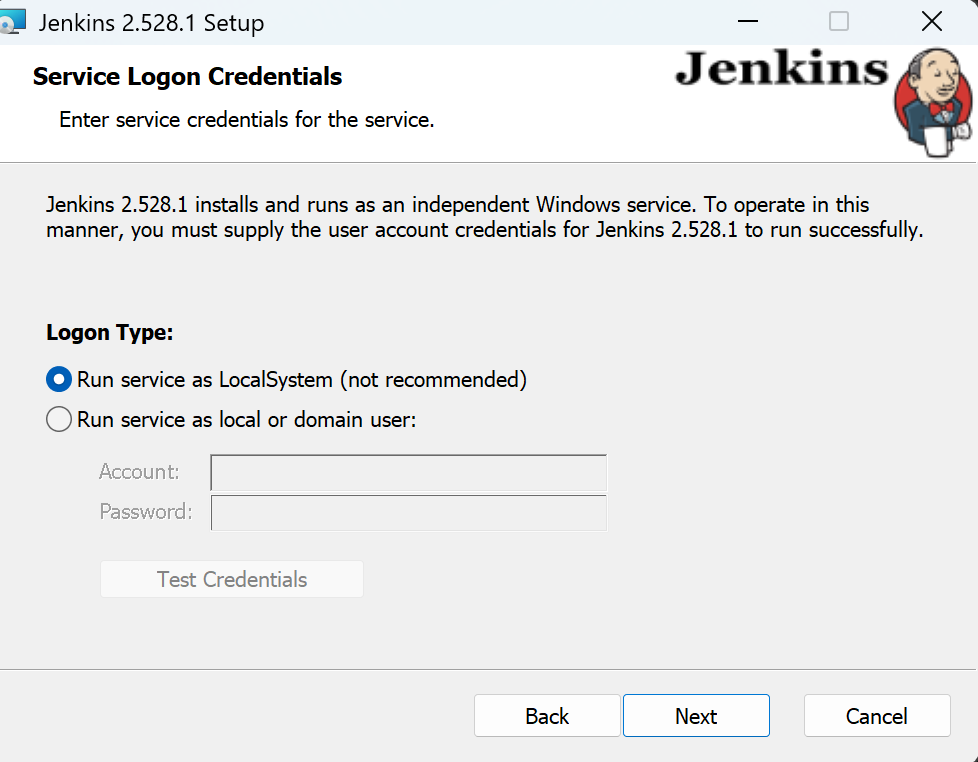 Jenkins 2.528.1 Setup
Service Logon Credentials
Jenkins
Enter service credentials for the service.
Jenkins 2.528.1 installs and runs as an independent Windows service. To operate in this
manner, you must supply the user account credentials for Jenkins 2.528.1 to run successfully.
Logon Type:
Run service as LocalSystem (not recommended)
Run service as local or domain user:
Account:
Password:
Test Credentials
Back
Next
Cancel